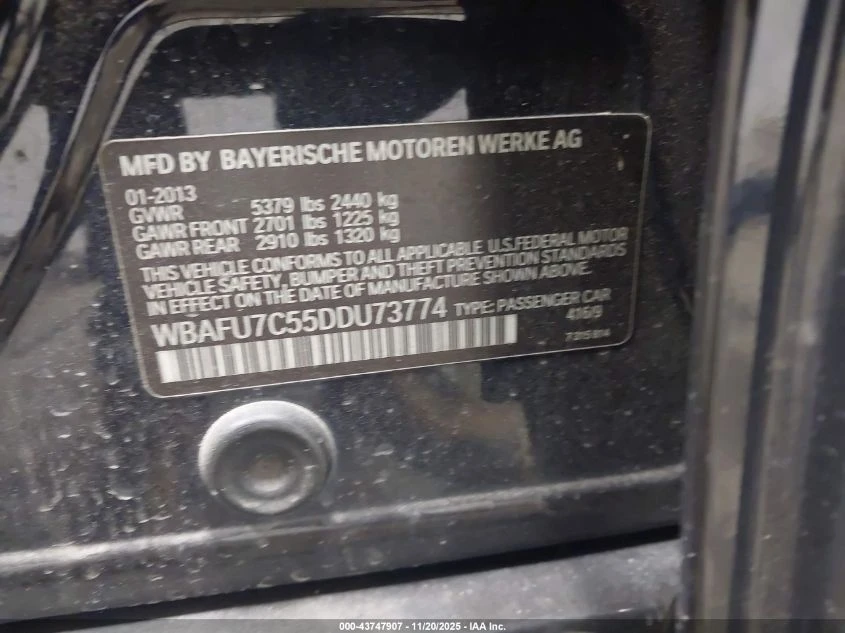 MFD BY BAYERISCHE MOTOREN WERKE AG
01-2013
GVWR 5379 lbs 2440 kg
GAWR FRONT 2701 lbs 1225 kg
GAWR REAR 2910 lbs 1320 kg
THIS VEHICLE CONFORMS TO ALL APPLICABLE U.S.FEDERAL MOTOR
VEHICLE SAFETY, BUMPER AND THEFT PREVENTION STANDARDS
IN EFFECT ON THE DATE OF MANUFACTURE SHOWN ABOVE.
WBAFU7C55DDU73774 TYPE: PASSENGER CAR
416/9
000-43747907 - 11/20/2025 - IAA Inc.